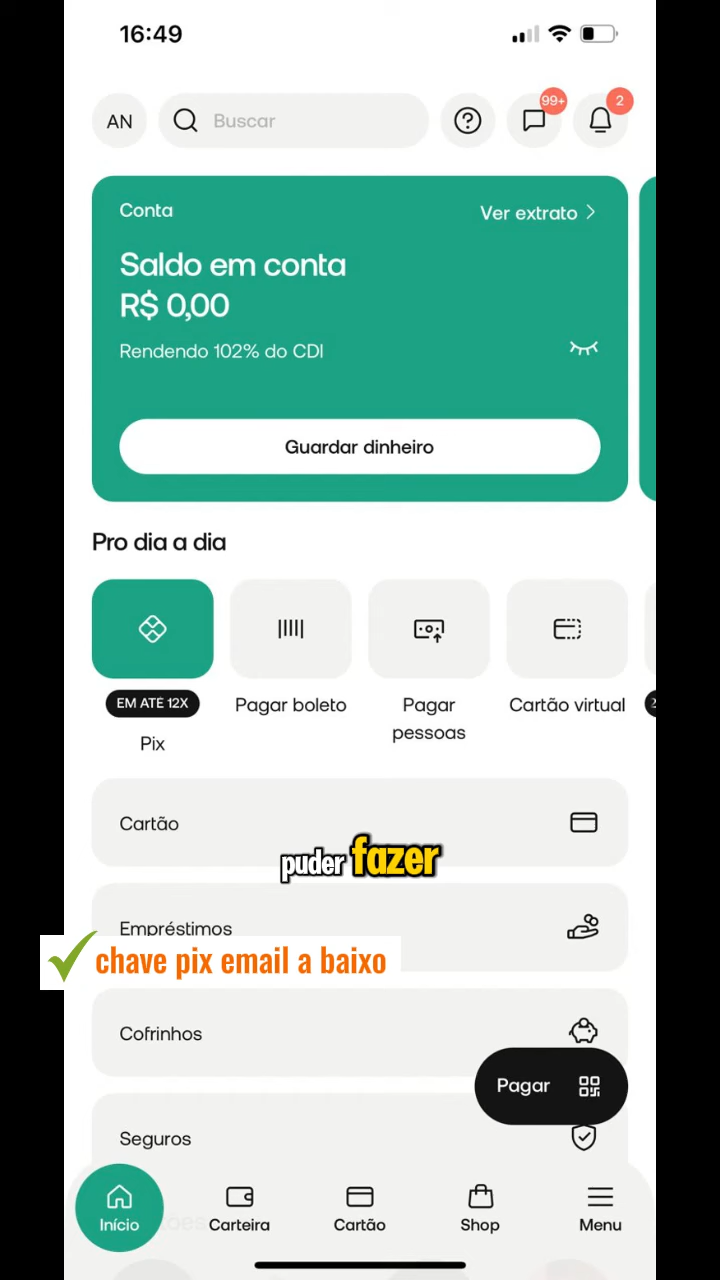 16:49
AN
Buscar
99+
2
Conta
Ver extrato
Saldo em conta
R$ 0,00
Rendendo 102% do CDI
Guardar dinheiro
Pro dia a dia
EM ATÉ 12X
Pix
Pagar boleto
Pagar
pessoas
Cartão virtual
Cartão
puder fazer
Empréstimos
chave pix email a baixo
Cofrinhos
Pagar
Seguros
Início
Carteira
Cartão
Shop
Menu